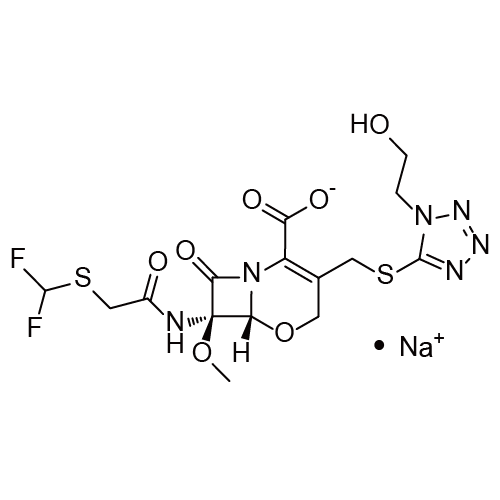 HO
O O-
N N
N
N
O N S
F S O
F N H O
H O
• Na+